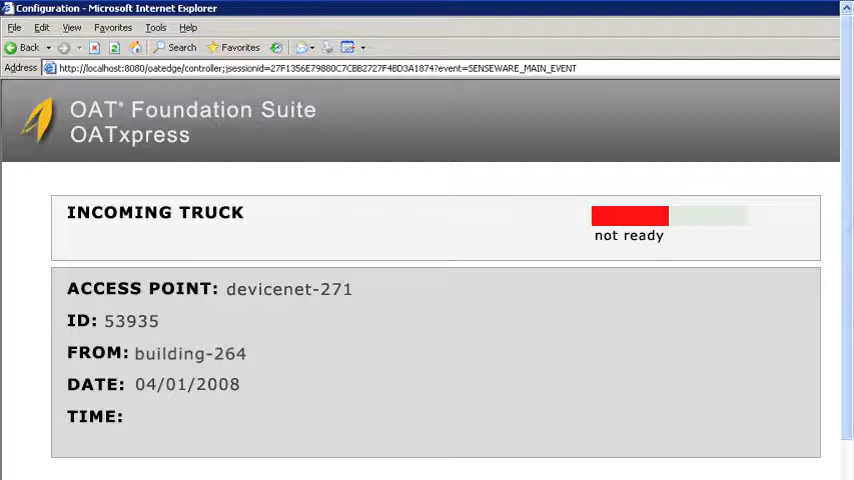 Configuration - Microsoft Internet Explorer
File Edit View Favorites Tools Help
Back Search Favorites
Address http://localhost:8080/oatedge/controller;jsessionid=27F1356E79880C7CBB2727F4BD3A1874?event=SENSEWARE_MAIN_EVENT
OAT® Foundation Suite
OATxpress
INCOMING TRUCK
not ready
ACCESS POINT: devicenet-271
ID: 53935
FROM: building-264
DATE: 04/01/2008
TIME: